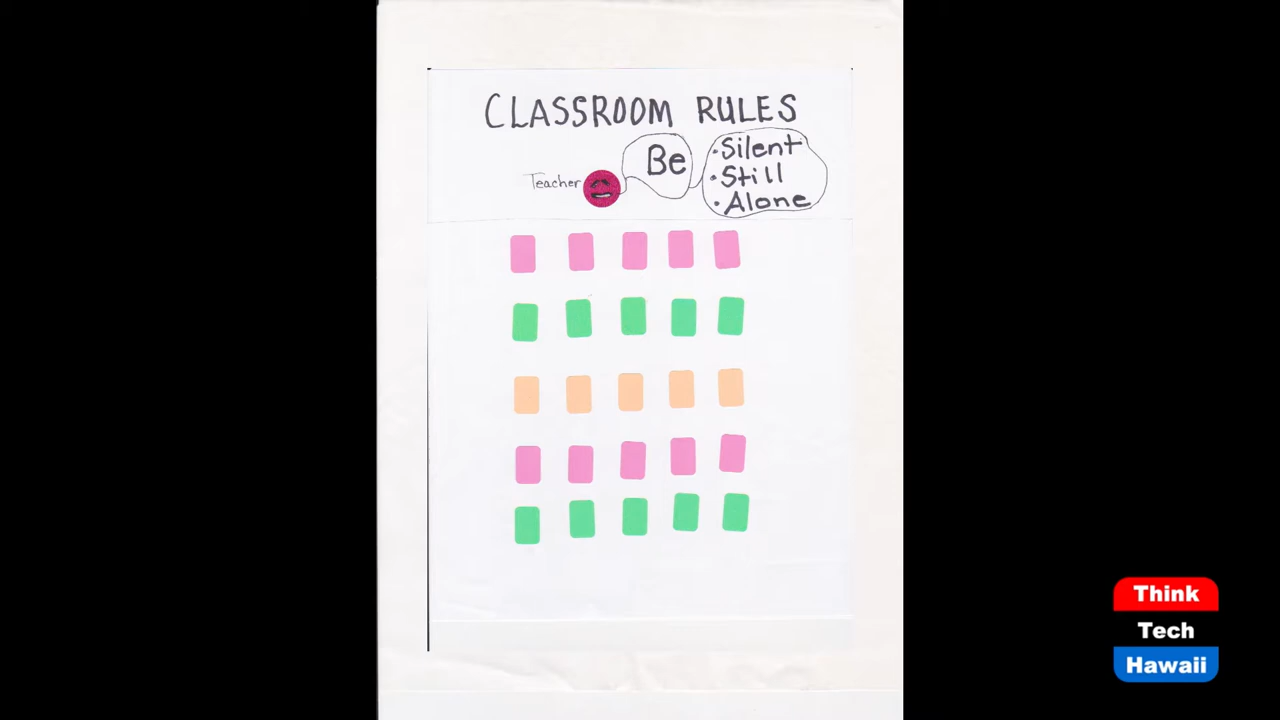 CLASSROOM RULES
Teacher
Be
• Silent
• Still
• Alone
Think
Tech
Hawaii